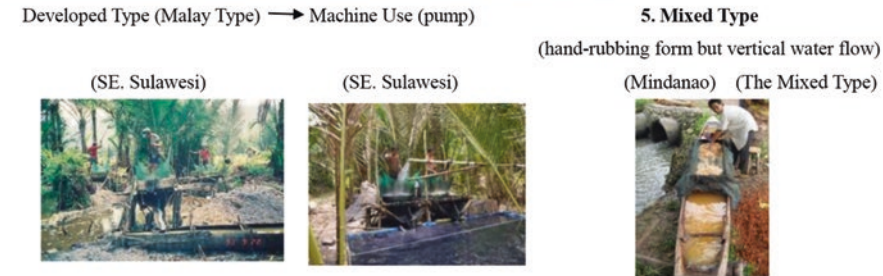 Developed Type (Malay Type) ⟶ Machine Use (pump)
5. Mixed Type
(hand-rubbing form but vertical water flow)
(SE. Sulawesi)
(SE. Sulawesi)
(Mindanao) (The Mixed Type)